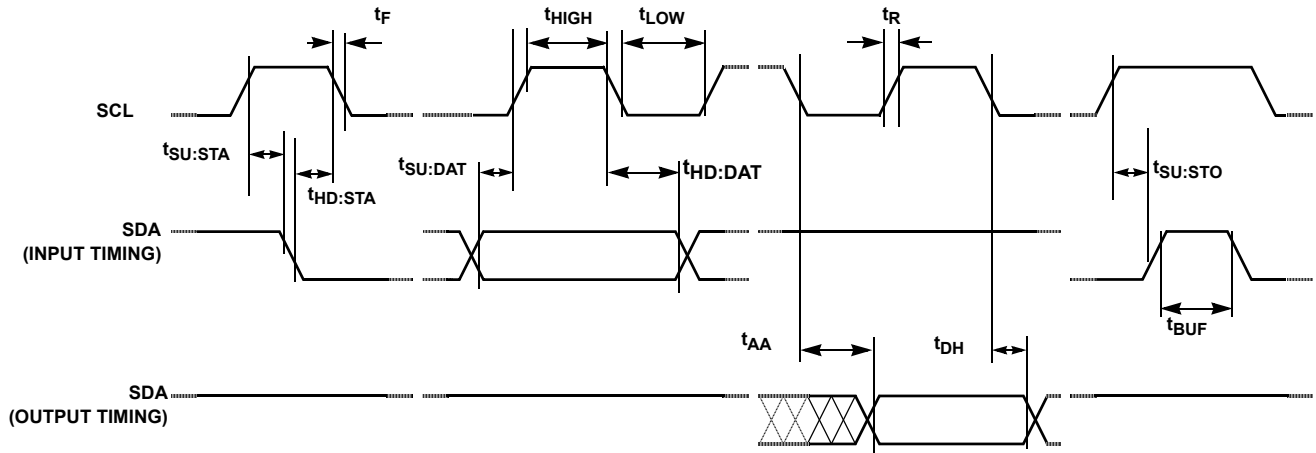 tF
tHIGH
tLOW
tR
SCL
tSU:STA
tHD:STA
tSU:DAT
tHD:DAT
tSU:STO
SDA
(INPUT TIMING)
tBUF
tAA
tDH
SDA
(OUTPUT TIMING)